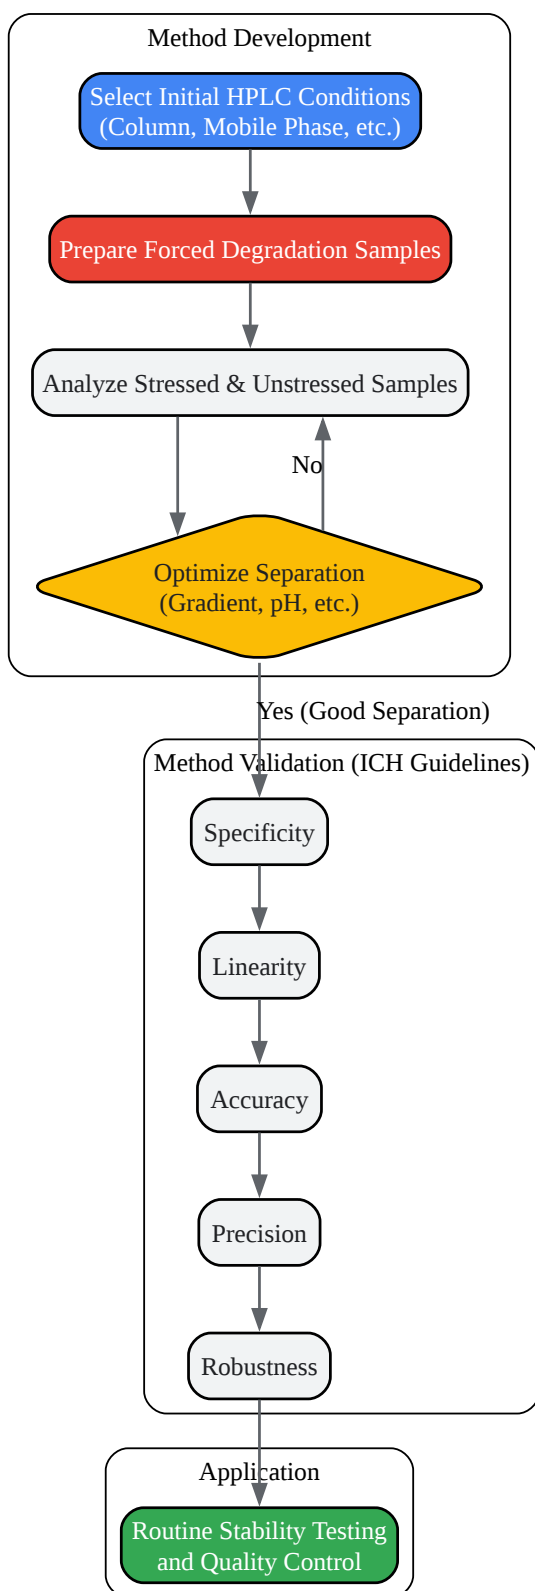 Method Development
Select Initial HPLC Conditions
(Column, Mobile Phase, etc.)
Prepare Forced Degradation Samples
Analyze Stressed & Unstressed Samples
No
Optimize Separation
(Gradient, pH, etc.)
Yes (Good Separation)
Method Validation (ICH Guidelines)
Specificity
Linearity
Accuracy
Precision
Robustness
Application
Routine Stability Testing
and Quality Control